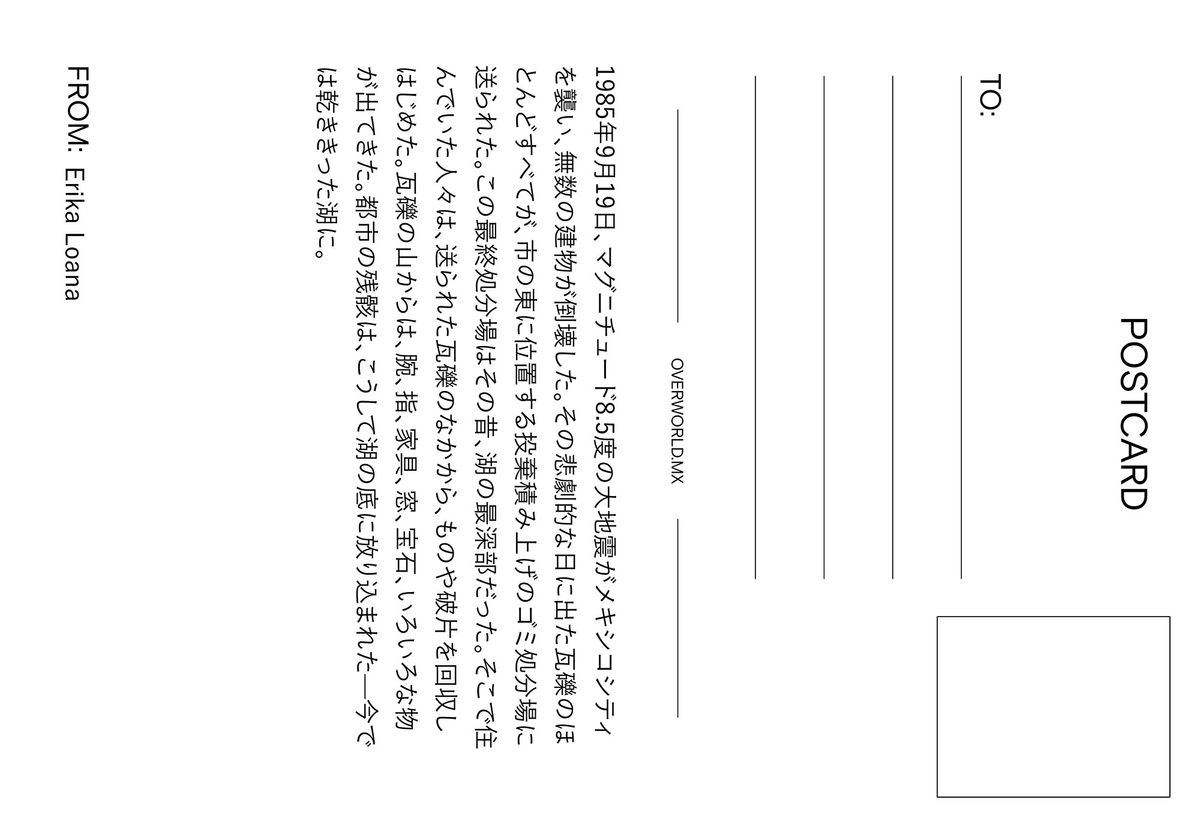 POSTCARD
TO:
OVERWORLD.MX
1985年9月19日、マグニチュード8.5度の大地震がメキシコシティ
を襲い、無数の建物が倒壊した。その悲劇的な日に出た瓦礫のほ
とんどすべてが、市の東に位置する投棄積み上げのゴミ処分場に
送られた。この最終処分場はその昔、湖の最深部だった。そこで住
んでいた人々は、送られた瓦礫のなかから、ものや破片を回収し
はじめた。瓦礫の山からは、腕、指、家具、窓、宝石、いろいろな物
が出てきた。都市の残骸は、こうして湖の底に放り込まれた—今で
は乾ききった湖に。
FROM: Erika Loana